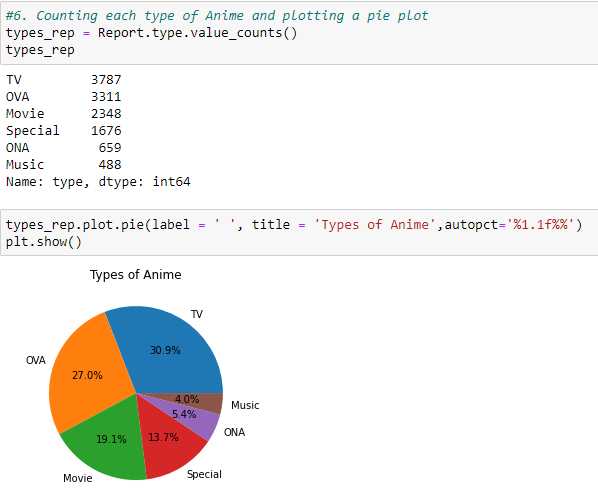 #6. Counting each type of Anime and plotting a pie plot
types_rep = Report.type.value_counts()
types_rep
TV 3787
OVA 3311
Movie 2348
Special 1676
ONA 659
Music 488
Name: type, dtype: int64
types_rep.plot.pie(label = ' ', title = 'Types of Anime',autopct='%1.1f%%')
plt.show()
Types of Anime
TV
30.9%
OVA
27.0%
4.0%
Music
5.4%
ONA
19.1%
13.7%
Special
Movie